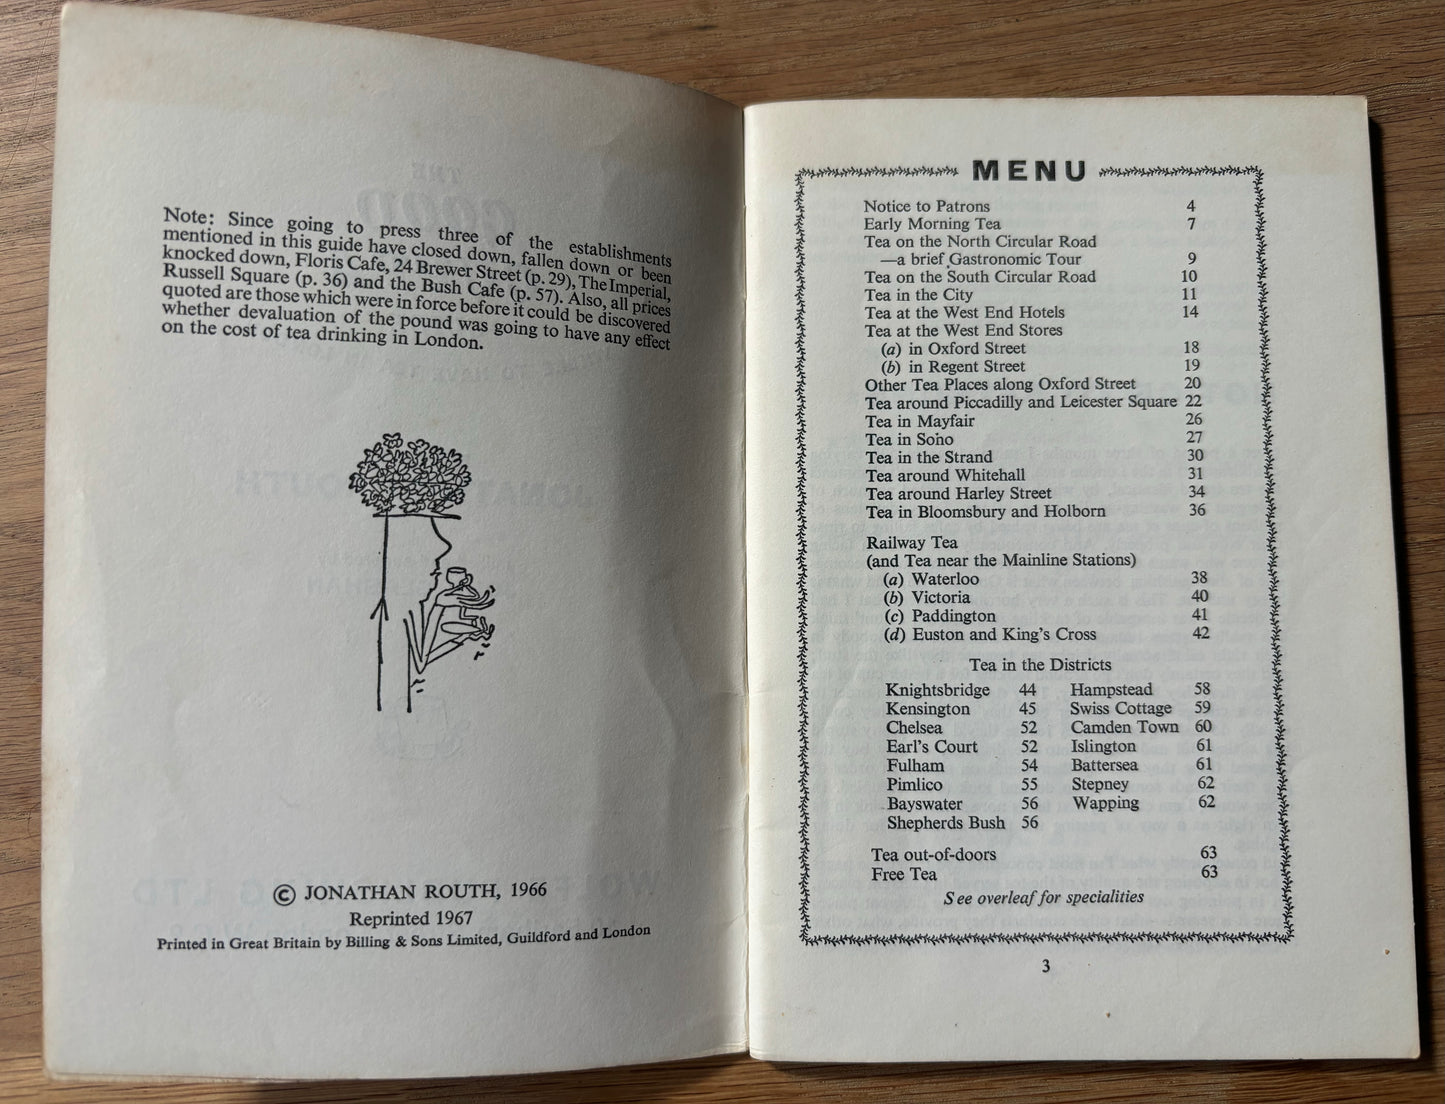 Note: Since going to press three of the establishments
mentioned in this guide have closed down, fallen down or been
knocked down, Floris Cafe, 24 Brewer Street (p. 29), The Imperial,
Russell Square (p. 36) and the Bush Cafe (p. 57). Also, all prices
quoted are those which were in force before it could be discovered
whether devaluation of the pound was going to have any effect
on the cost of tea drinking in London.
© JONATHAN ROUTH, 1966
Reprinted 1967
Printed in Great Britain by Billing & Sons Limited, Guildford and London
MENU
Notice to Patrons 4
Early Morning Tea 7
Tea on the North Circular Road
—a brief Gastronomic Tour 9
Tea on the South Circular Road 10
Tea in the City 11
Tea at the West End Hotels 14
Tea at the West End Stores
(a) in Oxford Street 18
(b) in Regent Street 19
Other Tea Places along Oxford Street 20
Tea around Piccadilly and Leicester Square 22
Tea in Mayfair 26
Tea in Soho 27
Tea in the Strand 30
Tea around Whitehall 31
Tea around Harley Street 34
Tea in Bloomsbury and Holborn 36
Railway Tea
(and Tea near the Mainline Stations)
(a) Waterloo 38
(b) Victoria 40
(c) Paddington 41
(d) Euston and King's Cross 42
Tea in the Districts
Knightsbridge 44 Hampstead 58
Kensington 45 Swiss Cottage 59
Chelsea 52 Camden Town 60
Earl's Court 52 Islington 61
Fulham 54 Battersea 61
Pimlico 55 Stepney 62
Bayswater 56 Wapping 62
Shepherds Bush 56
Tea out-of-doors 63
Free Tea 63
See overleaf for specialities
3